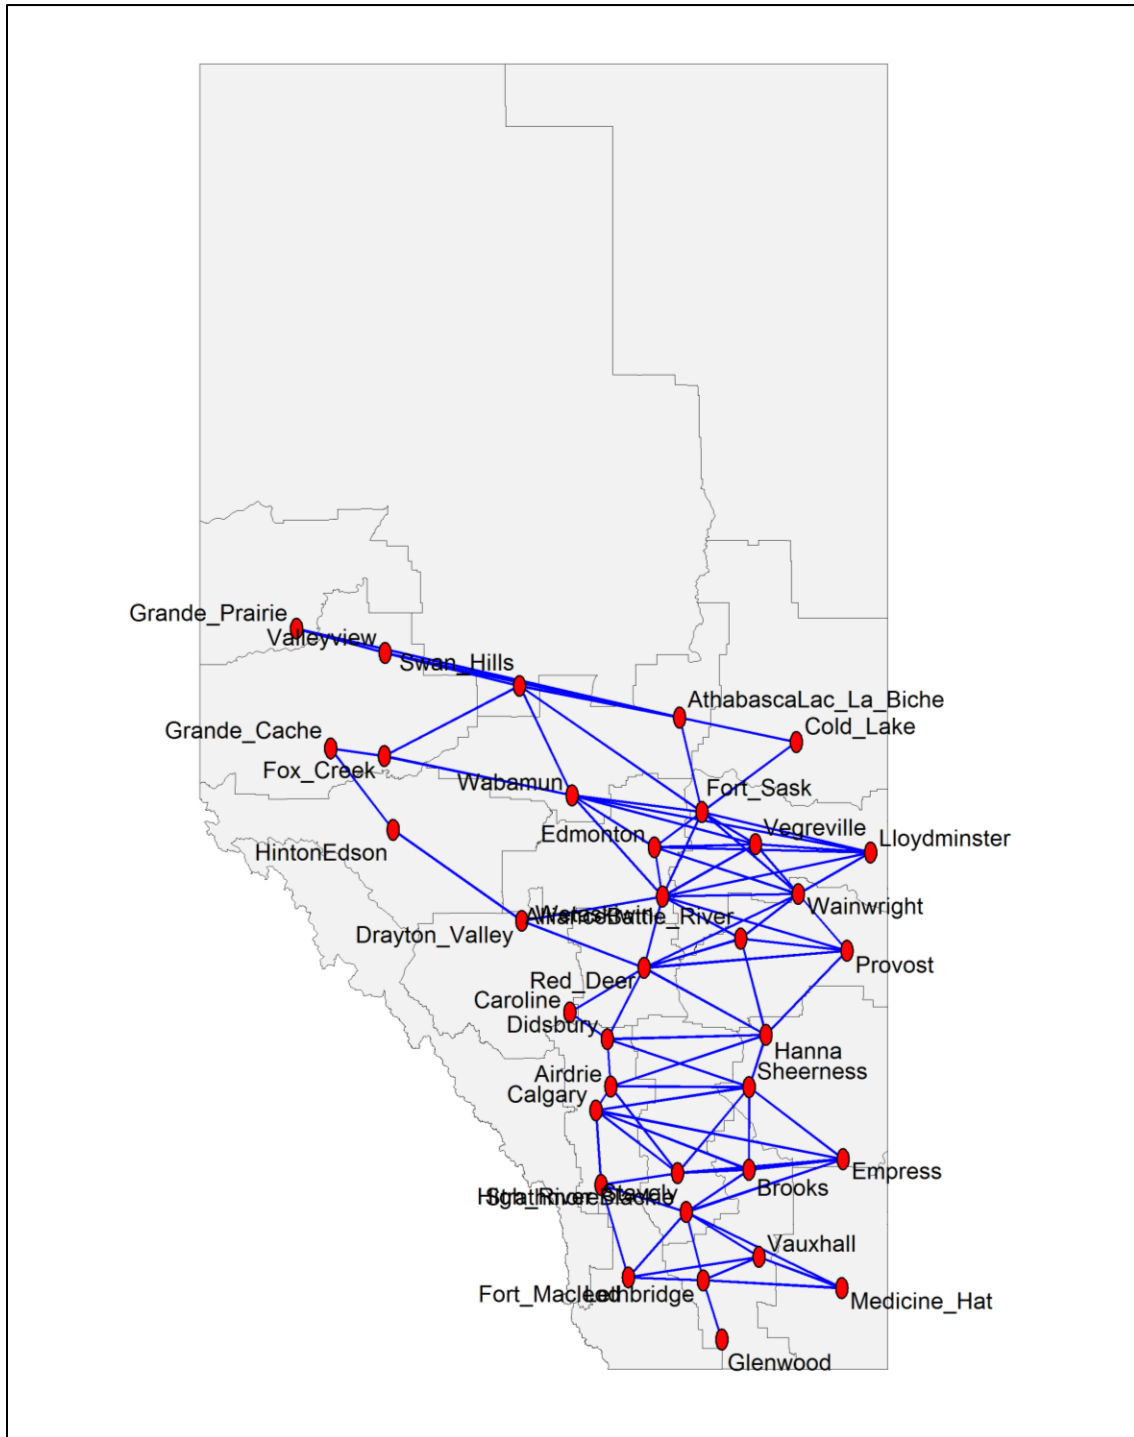 Grande_Prairie
Valleyview
Swan_Hills
AthabascaLac_La_Biche
Cold_Lake
Grande_Cache
Fox_Creek
Wabamun
Fort_Sask
Vegreville
Edmonton
Lloydminster
HintonEdson
Wainwright
Battle_River
Drayton_Valley
Provost
Red_Deer
Caroline
Didsbury
Hanna
Sheerness
Airdrie
Calgary
Empress
Brooks
Stavely
Vauxhall
Fort_Macleod
Lethbridge
Medicine_Hat
Glenwood